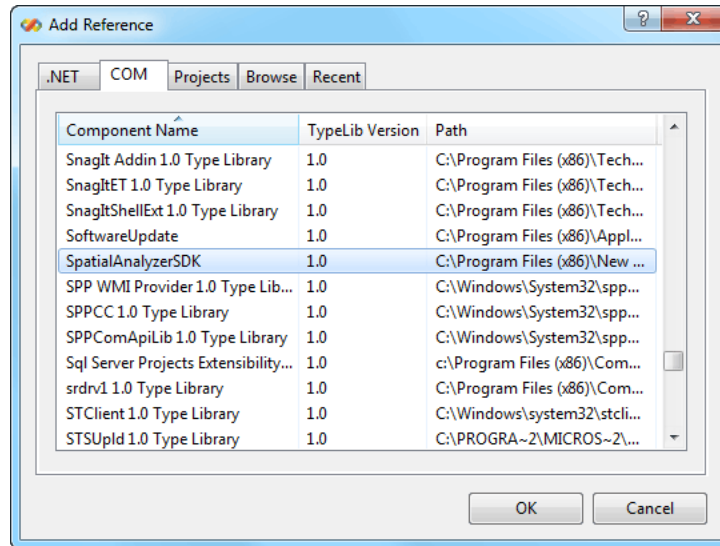 Add Reference
.NET COM Projects Browse Recent
Component Name TypeLib Version Path
SnagIt Addin 1.0 Type Library 1.0 C:\Program Files (x86)\Tech...
SnagItET 1.0 Type Library 1.0 C:\Program Files (x86)\Tech...
SnagItShellExt 1.0 Type Library 1.0 C:\Program Files (x86)\Tech...
SoftwareUpdate 1.0 C:\Program Files (x86)\Appl...
SpatialAnalyzerSDK 1.0 C:\Program Files (x86)\New ...
SPP WMI Provider 1.0 Type Lib... 1.0 C:\Windows\System32\spp...
SPPCC 1.0 Type Library 1.0 C:\Windows\System32\spp...
SPPComApiLib 1.0 Type Library 1.0 C:\Windows\System32\spp...
Sql Server Projects Extensibility... 1.0 c:\Program Files (x86)\Com...
srdrv1 1.0 Type Library 1.0 C:\Program Files (x86)\Com...
STClient 1.0 Type Library 1.0 C:\Windows\system32\stcli...
STSUpld 1.0 Type Library 1.0 C:\PROGRA~2\MICROS~2\...
OK Cancel